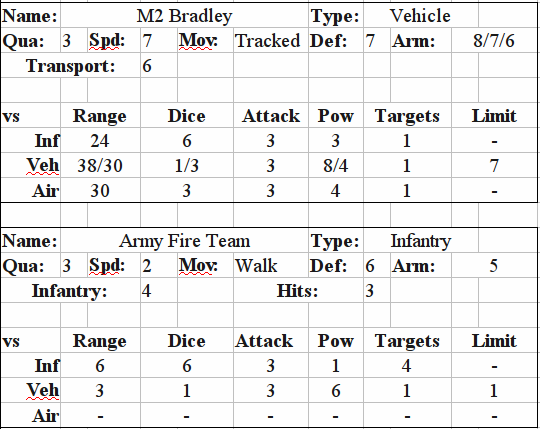 Name: M2 Bradley Type: Vehicle
Qua: 3 Spd: 7 Mov: Tracked Def: 7 Arm: 8/7/6
Transport: 6
vs Range Dice Attack Pow Targets Limit
Inf 24 6 3 3 1 -
Veh 38/30 1/3 3 8/4 1 7
Air 30 3 3 4 1 -
Name: Army Fire Team Type: Infantry
Qua: 3 Spd: 2 Mov: Walk Def: 6 Arm: 5
Infantry: 4 Hits: 3
vs Range Dice Attack Pow Targets Limit
Inf 6 6 3 1 4 -
Veh 3 1 3 6 1 1
Air - - - - - -